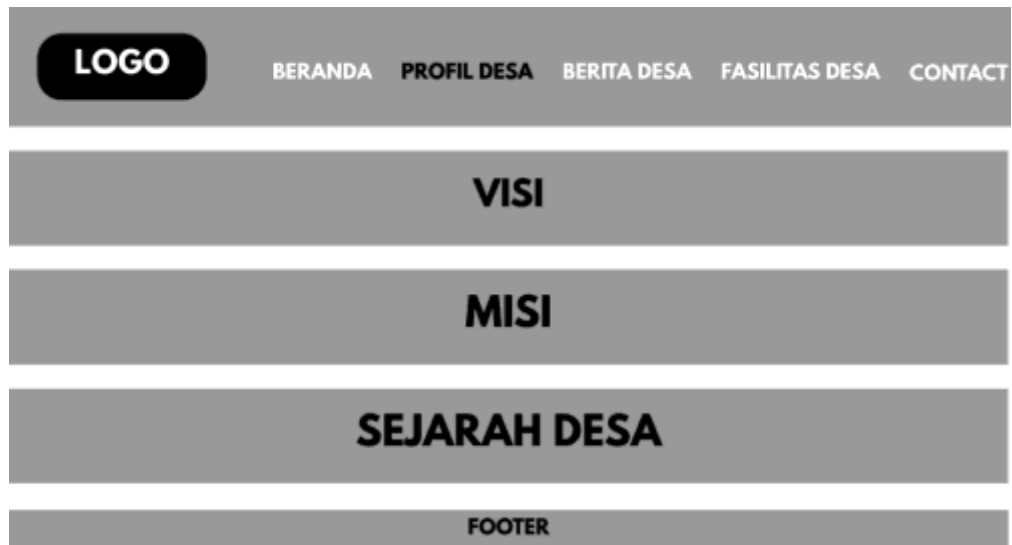 LOGO
BERANDA PROFIL DESA BERITA DESA FASILITAS DESA CONTACT
VISI
MISI
SEJARAH DESA
FOOTER